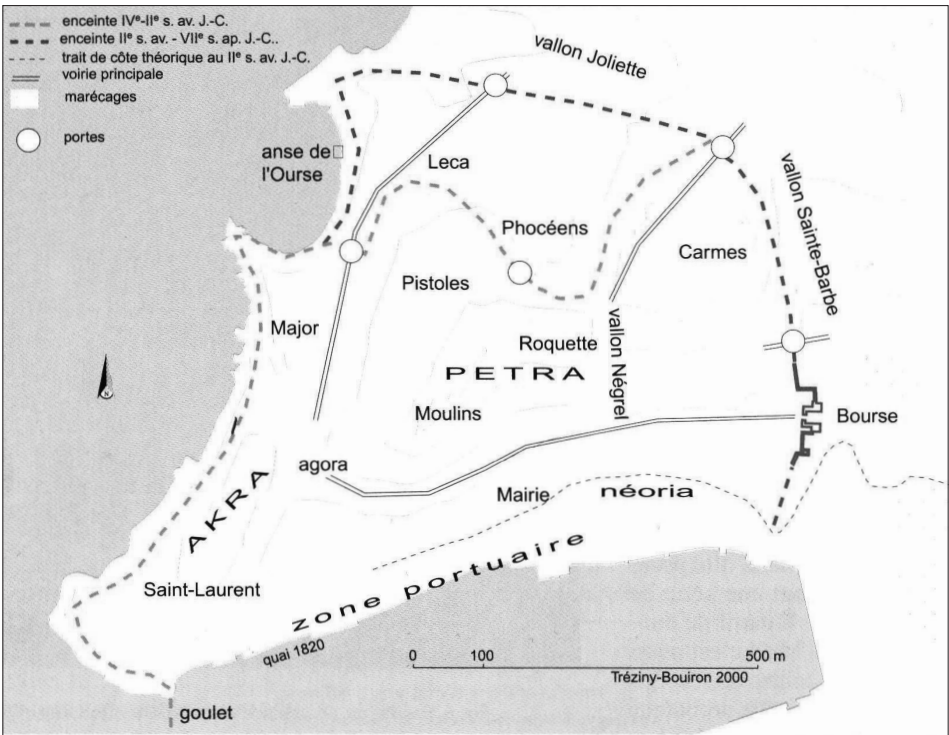 enceinte IVe-IIe s. av. J.-C.
enceinte IIe s. av. - VIIe s. ap. J.-C..
trait de côte théorique au IIe s. av. J.-C.
voirie principale
marécages
portes
vallon Joliette
anse de
l'Ourse
Leca
vallon Sainte-Barbe
Phocéens
Carmes
Pistoles
Major
Roquette
vallon Négrel
PETRA
Moulins
Bourse
agora
AKRA
Mairie
néoria
zone portuaire
Saint-Laurent
quai 1820
0 100 500 m
Tréziny-Bouiron 2000
goulet
N